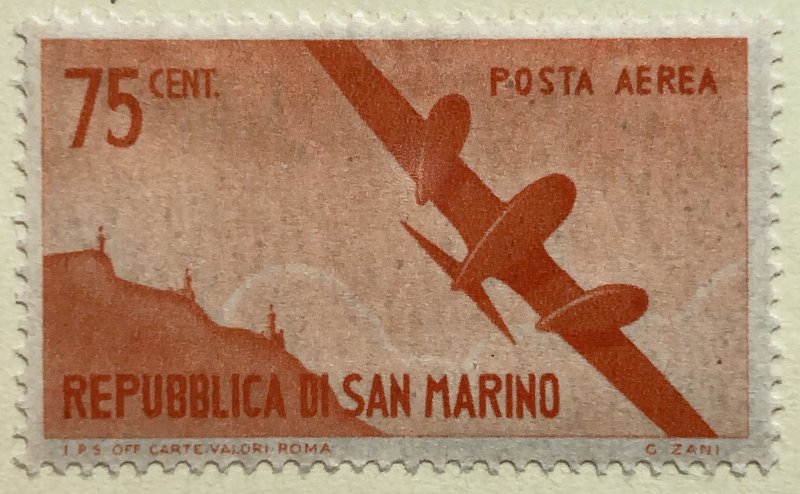 75 CENT.
POSTA AEREA
REPUBBLICA DI SAN MARINO
I.P.S. OFF. CARTE VALORI ROMA
G. ZANI